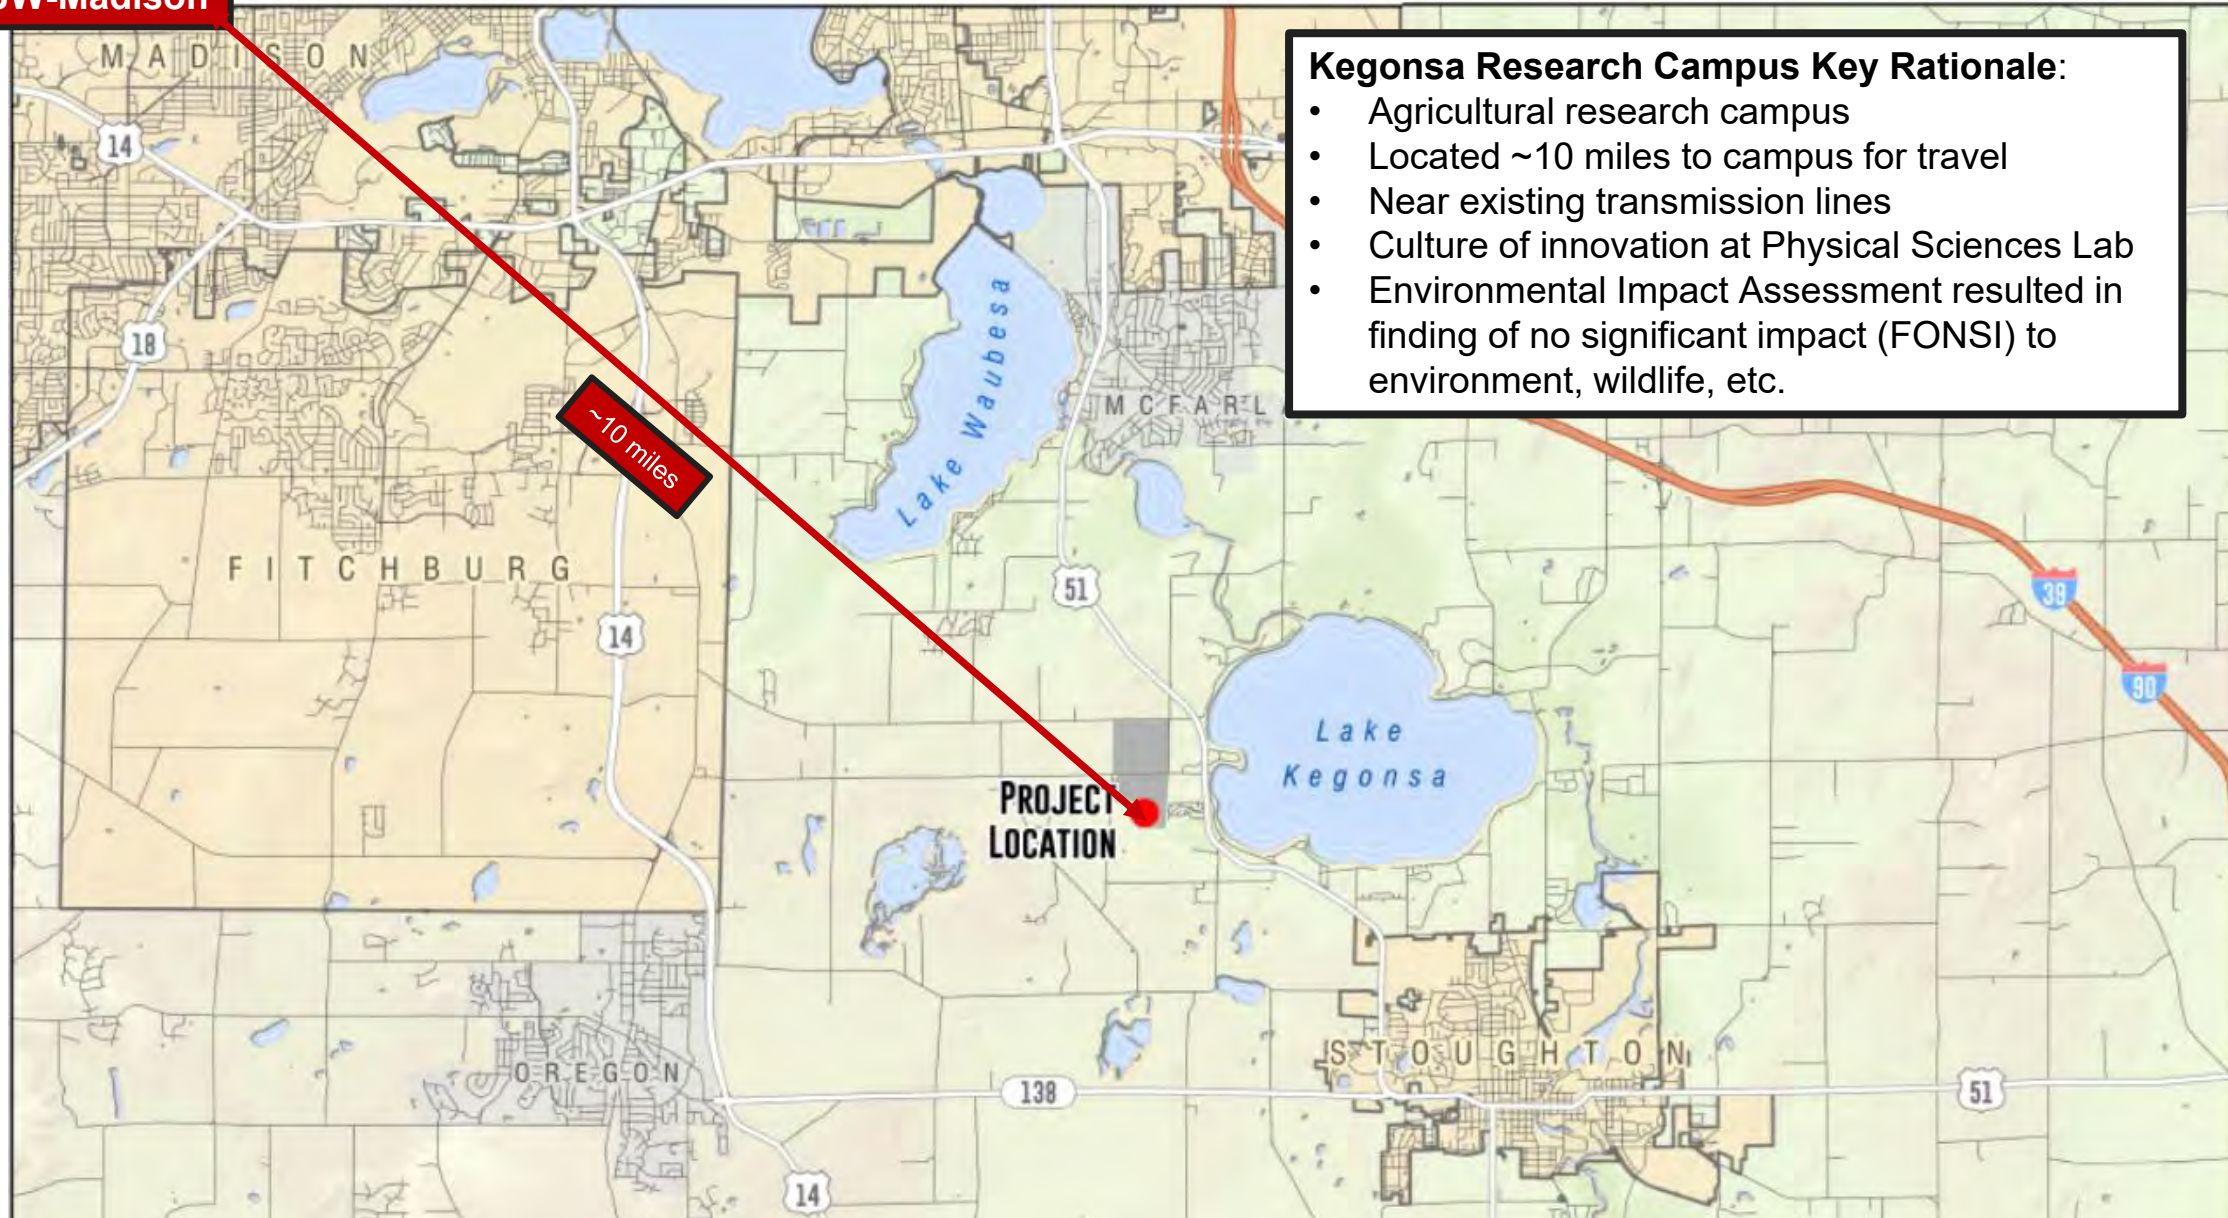 UW-Madison
MADISON
Kegonsa Research Campus Key Rationale:
• Agricultural research campus
• Located ~10 miles to campus for travel
• Near existing transmission lines
• Culture of innovation at Physical Sciences Lab
• Environmental Impact Assessment resulted in
finding of no significant impact (FONSI) to
environment, wildlife, etc.
14
18
Lake Waubesa
MCFARL
~10 miles
FITCHBURG
51
39
14
90
Lake
Kegonsa
PROJECT
LOCATION
STOUGHTON
OREGON
138
51
14